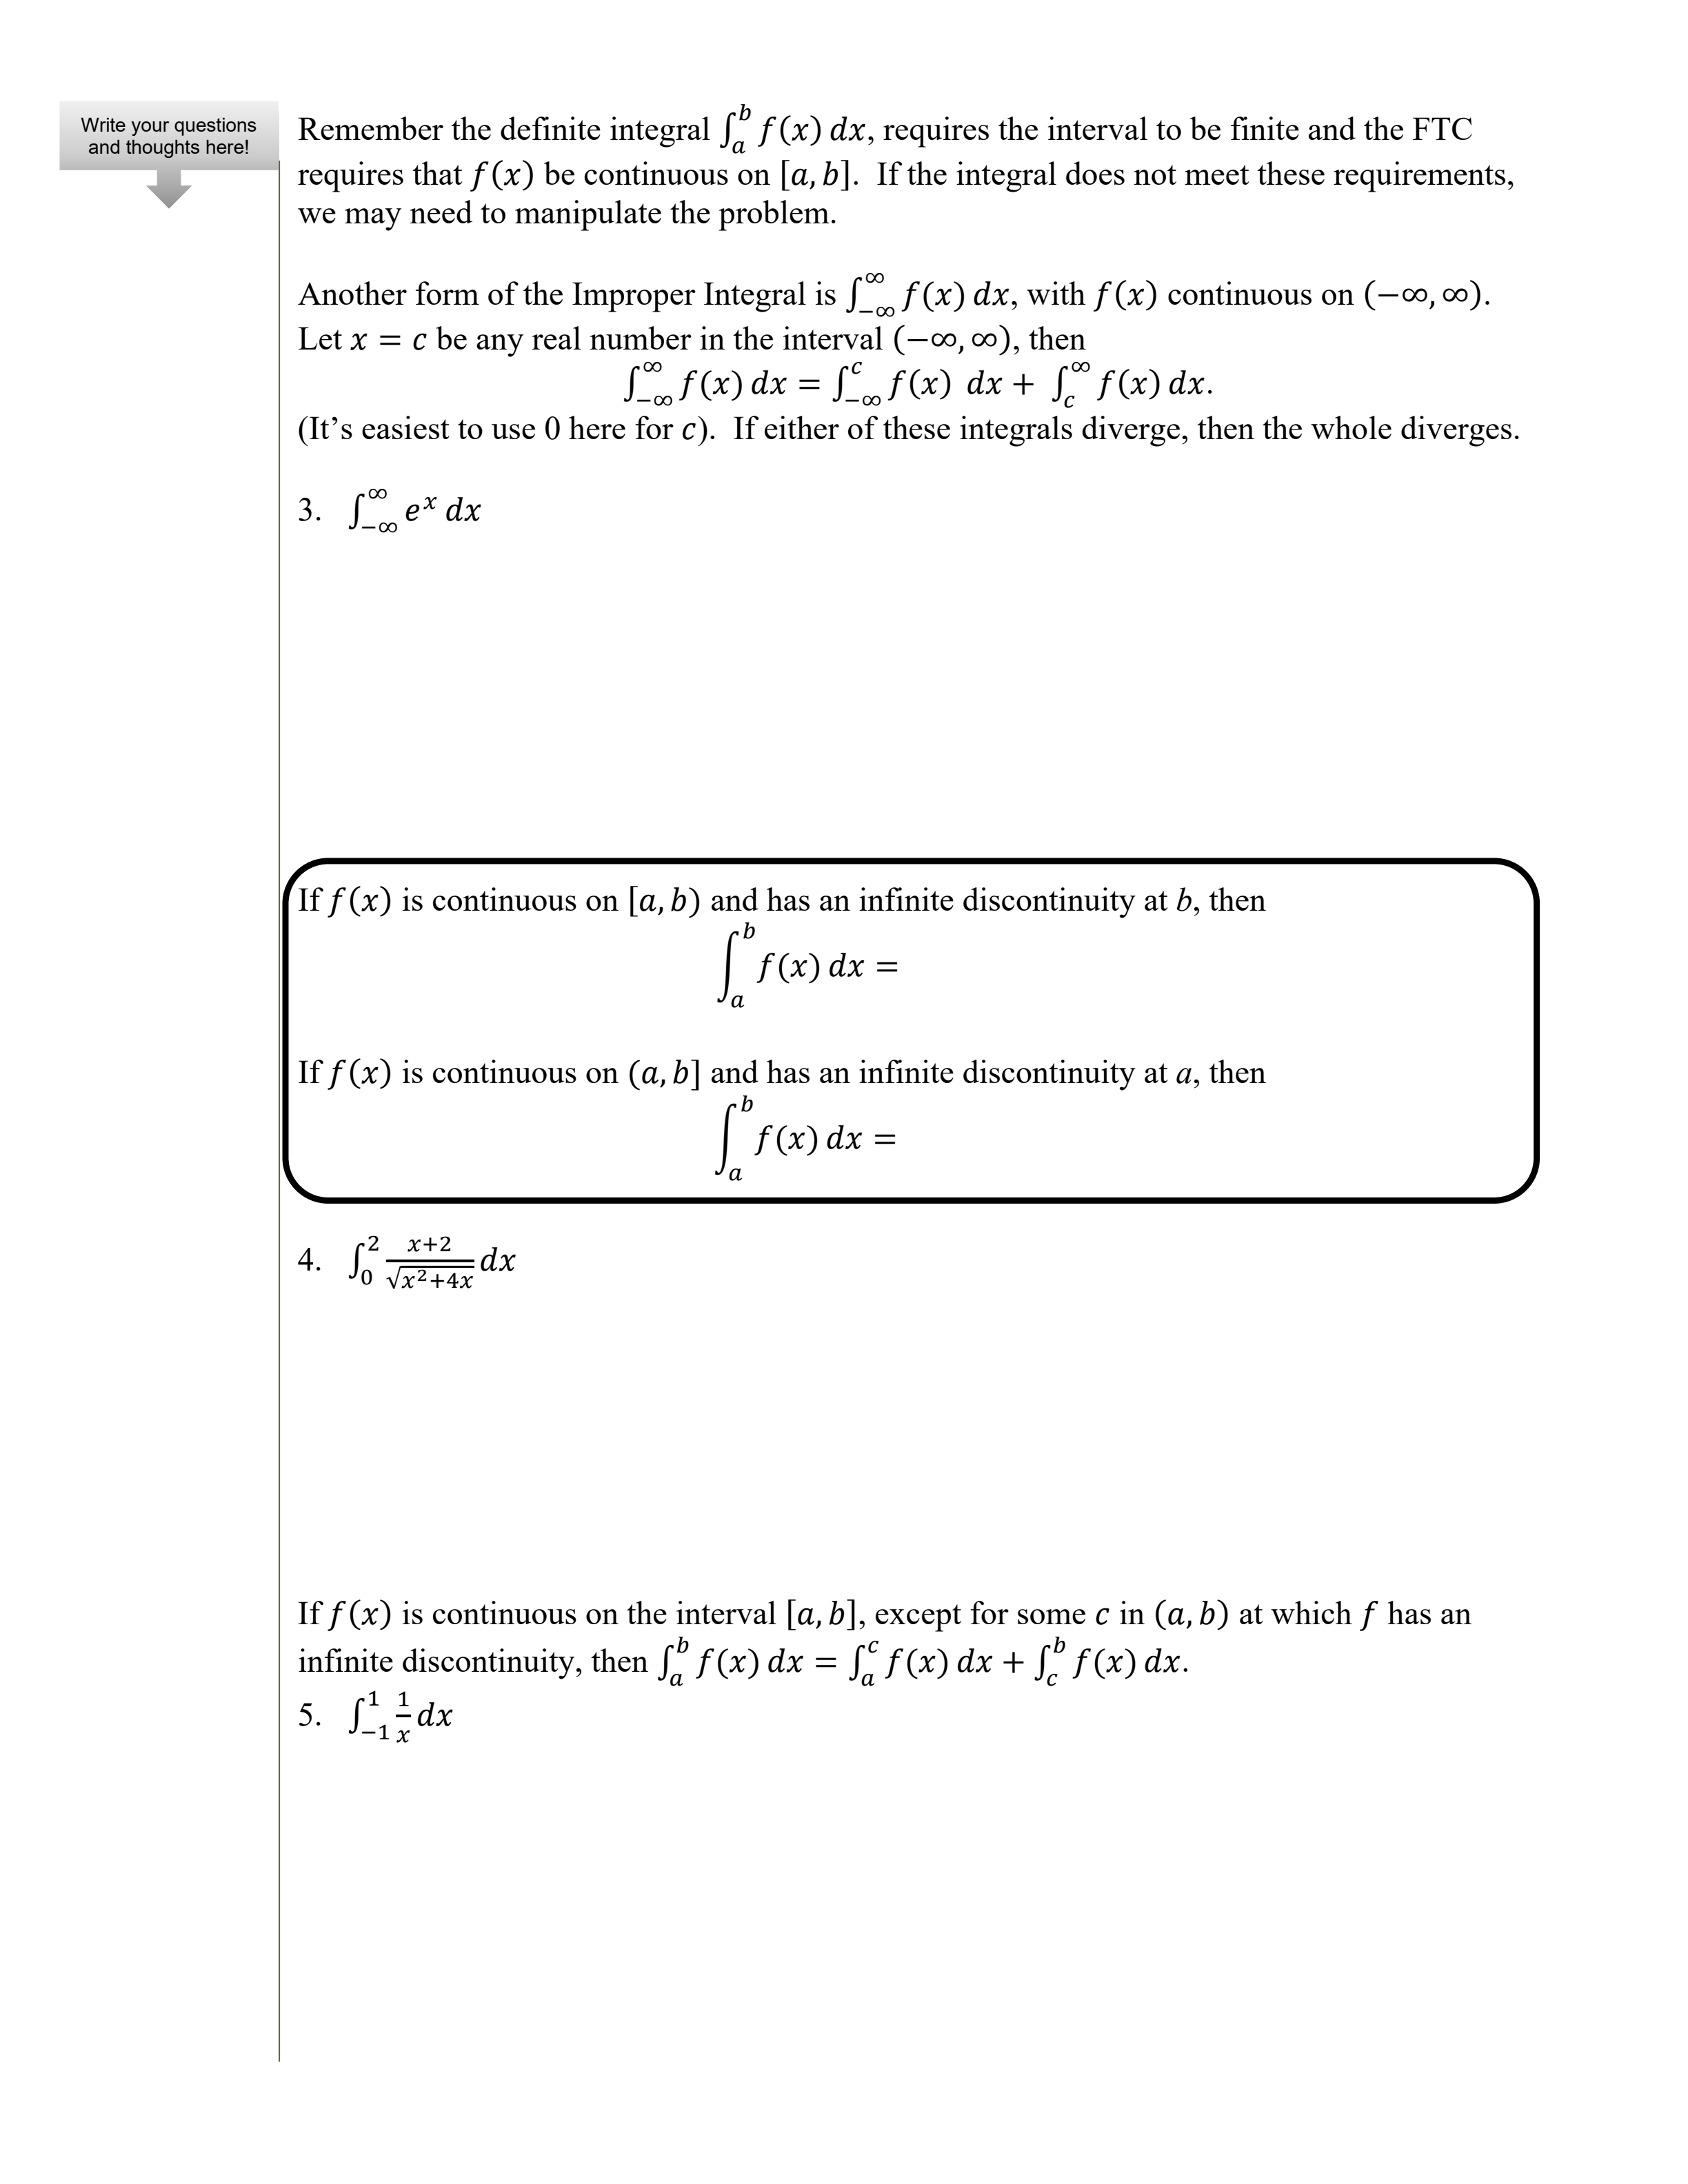 Write your questions
and thoughts here!
Remember the definite integral ∫_a^b f(x) dx, requires the interval to be finite and the FTC
requires that f(x) be continuous on [a, b].  If the integral does not meet these requirements,
we may need to manipulate the problem.
Another form of the Improper Integral is ∫_{−∞}^{∞} f(x) dx, with f(x) continuous on (−∞, ∞).
Let x = c be any real number in the interval (−∞, ∞), then
∫_{−∞}^{∞} f(x) dx = ∫_{−∞}^{c} f(x) dx + ∫_c^{∞} f(x) dx.
(It’s easiest to use 0 here for c).  If either of these integrals diverge, then the whole diverges.
3. ∫_{−∞}^{∞} e^x dx
If f(x) is continuous on [a, b) and has an infinite discontinuity at b, then
∫_a^b f(x) dx =
If f(x) is continuous on (a, b] and has an infinite discontinuity at a, then
∫_a^b f(x) dx =
4. ∫_0^2 (x+2)/√(x²+4x) dx
If f(x) is continuous on the interval [a, b], except for some c in (a, b) at which f has an
infinite discontinuity, then ∫_a^b f(x) dx = ∫_a^c f(x) dx + ∫_c^b f(x) dx.
5. ∫_{−1}^{1} 1/x dx